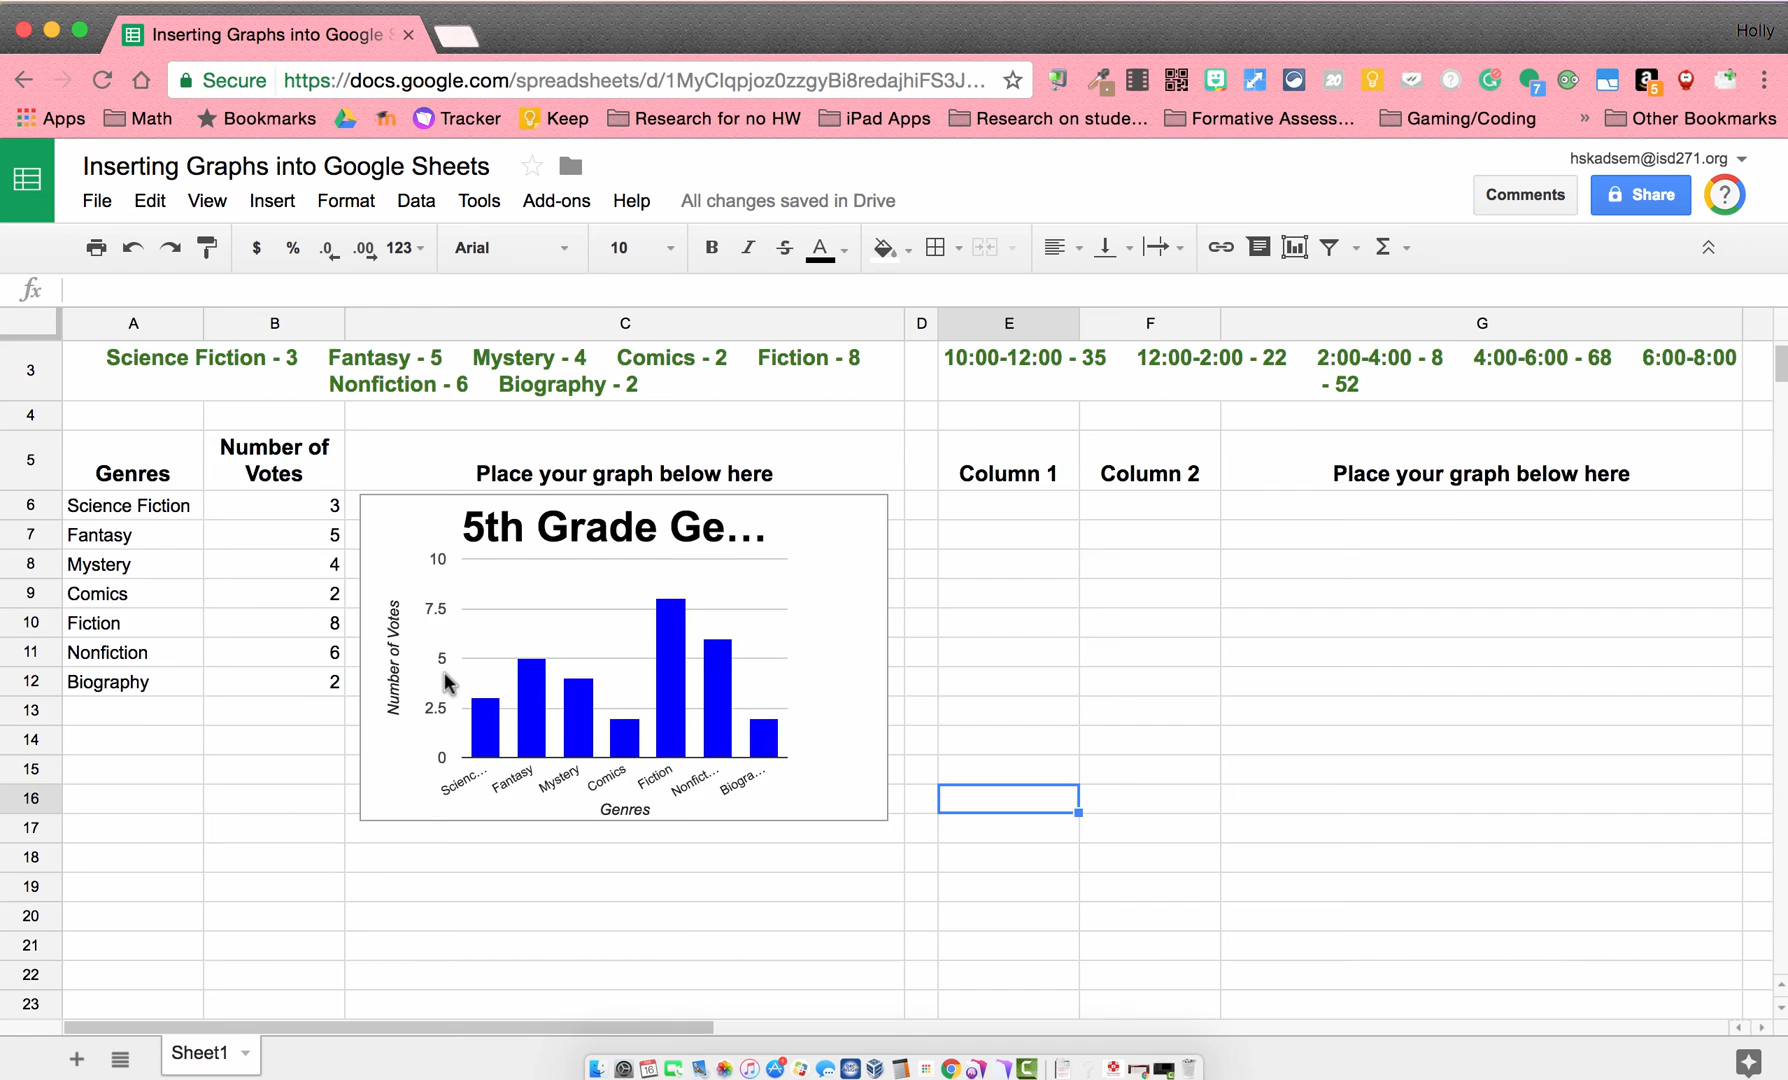 Holly
Inserting Graphs into Google S
Secure https://docs.google.com/spreadsheets/d/1MyClqpjoz0zzgyBi8redajhiFS3J...
20 7 5
Apps Math Bookmarks Tracker Keep Research for no HW iPad Apps Research on stude... Formative Assess... Gaming/Coding » Other Bookmarks
Inserting Graphs into Google Sheets
hskadsem@isd271.org
File Edit View Insert Format Data Tools Add-ons Help All changes saved in Drive
Comments Share ?
$ % .0 .00 123 Arial 10 B I S A Σ
fx
A B C D E F G
3 Science Fiction - 3 Fantasy - 5 Mystery - 4 Comics - 2 Fiction - 8
Nonfiction - 6 Biography - 2
10:00-12:00 - 35 12:00-2:00 - 22 2:00-4:00 - 8 4:00-6:00 - 68 6:00-8:00
- 52
4
5 Genres
Number of
Votes
Place your graph below here
Column 1 Column 2 Place your graph below here
6 Science Fiction 3
7 Fantasy 5
8 Mystery 4
9 Comics 2
10 Fiction 8
11 Nonfiction 6
12 Biography 2
5th Grade Ge...
Number of Votes
10
7.5
5
2.5
0
Scienc... Fantasy Mystery Comics Fiction Nonfict... Biogra...
Genres
13
14
15
16
17
18
19
20
21
22
23
Sheet1